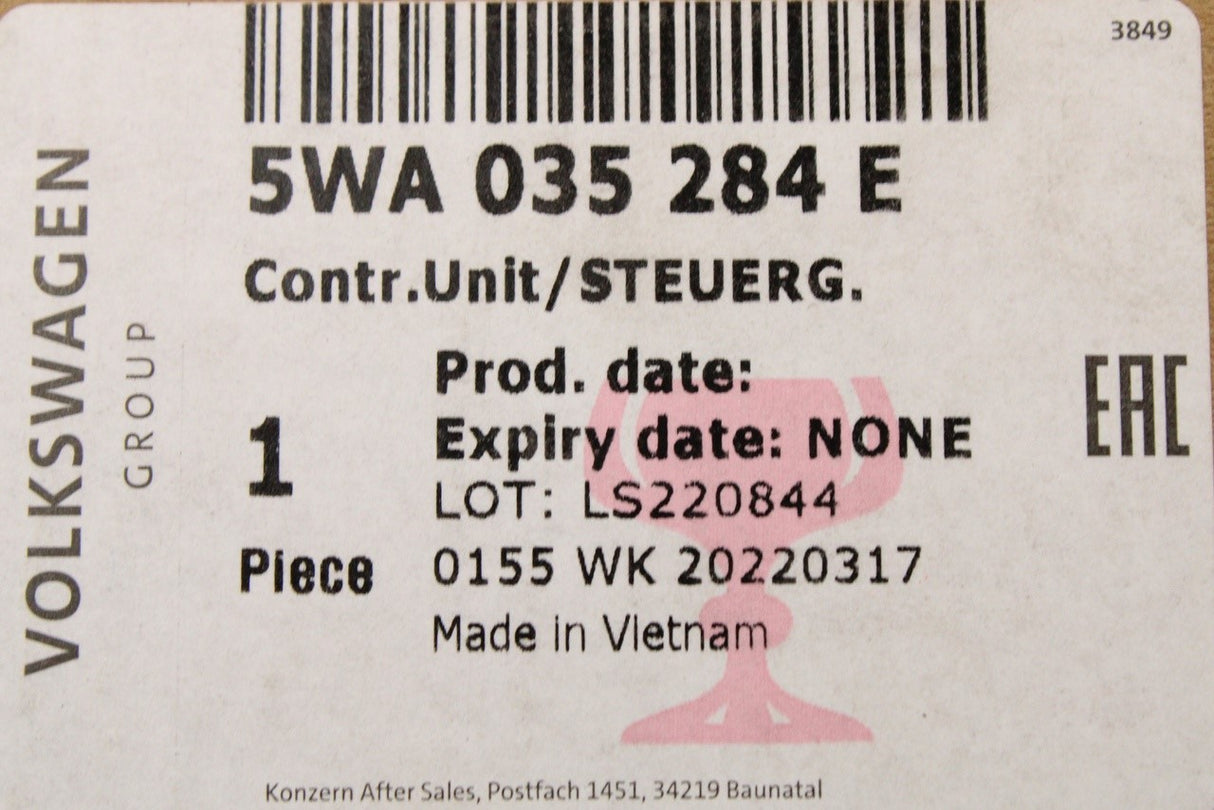 3849
5WA 035 284 E
Contr.Unit/STEUERG.
VOLKSWAGEN
GROUP
1
Piece
Prod. date:
Expiry date: NONE
LOT: LS220844
0155 WK 20220317
Made in Vietnam
EAC
Konzern After Sales, Postfach 1451, 34219 Baunatal